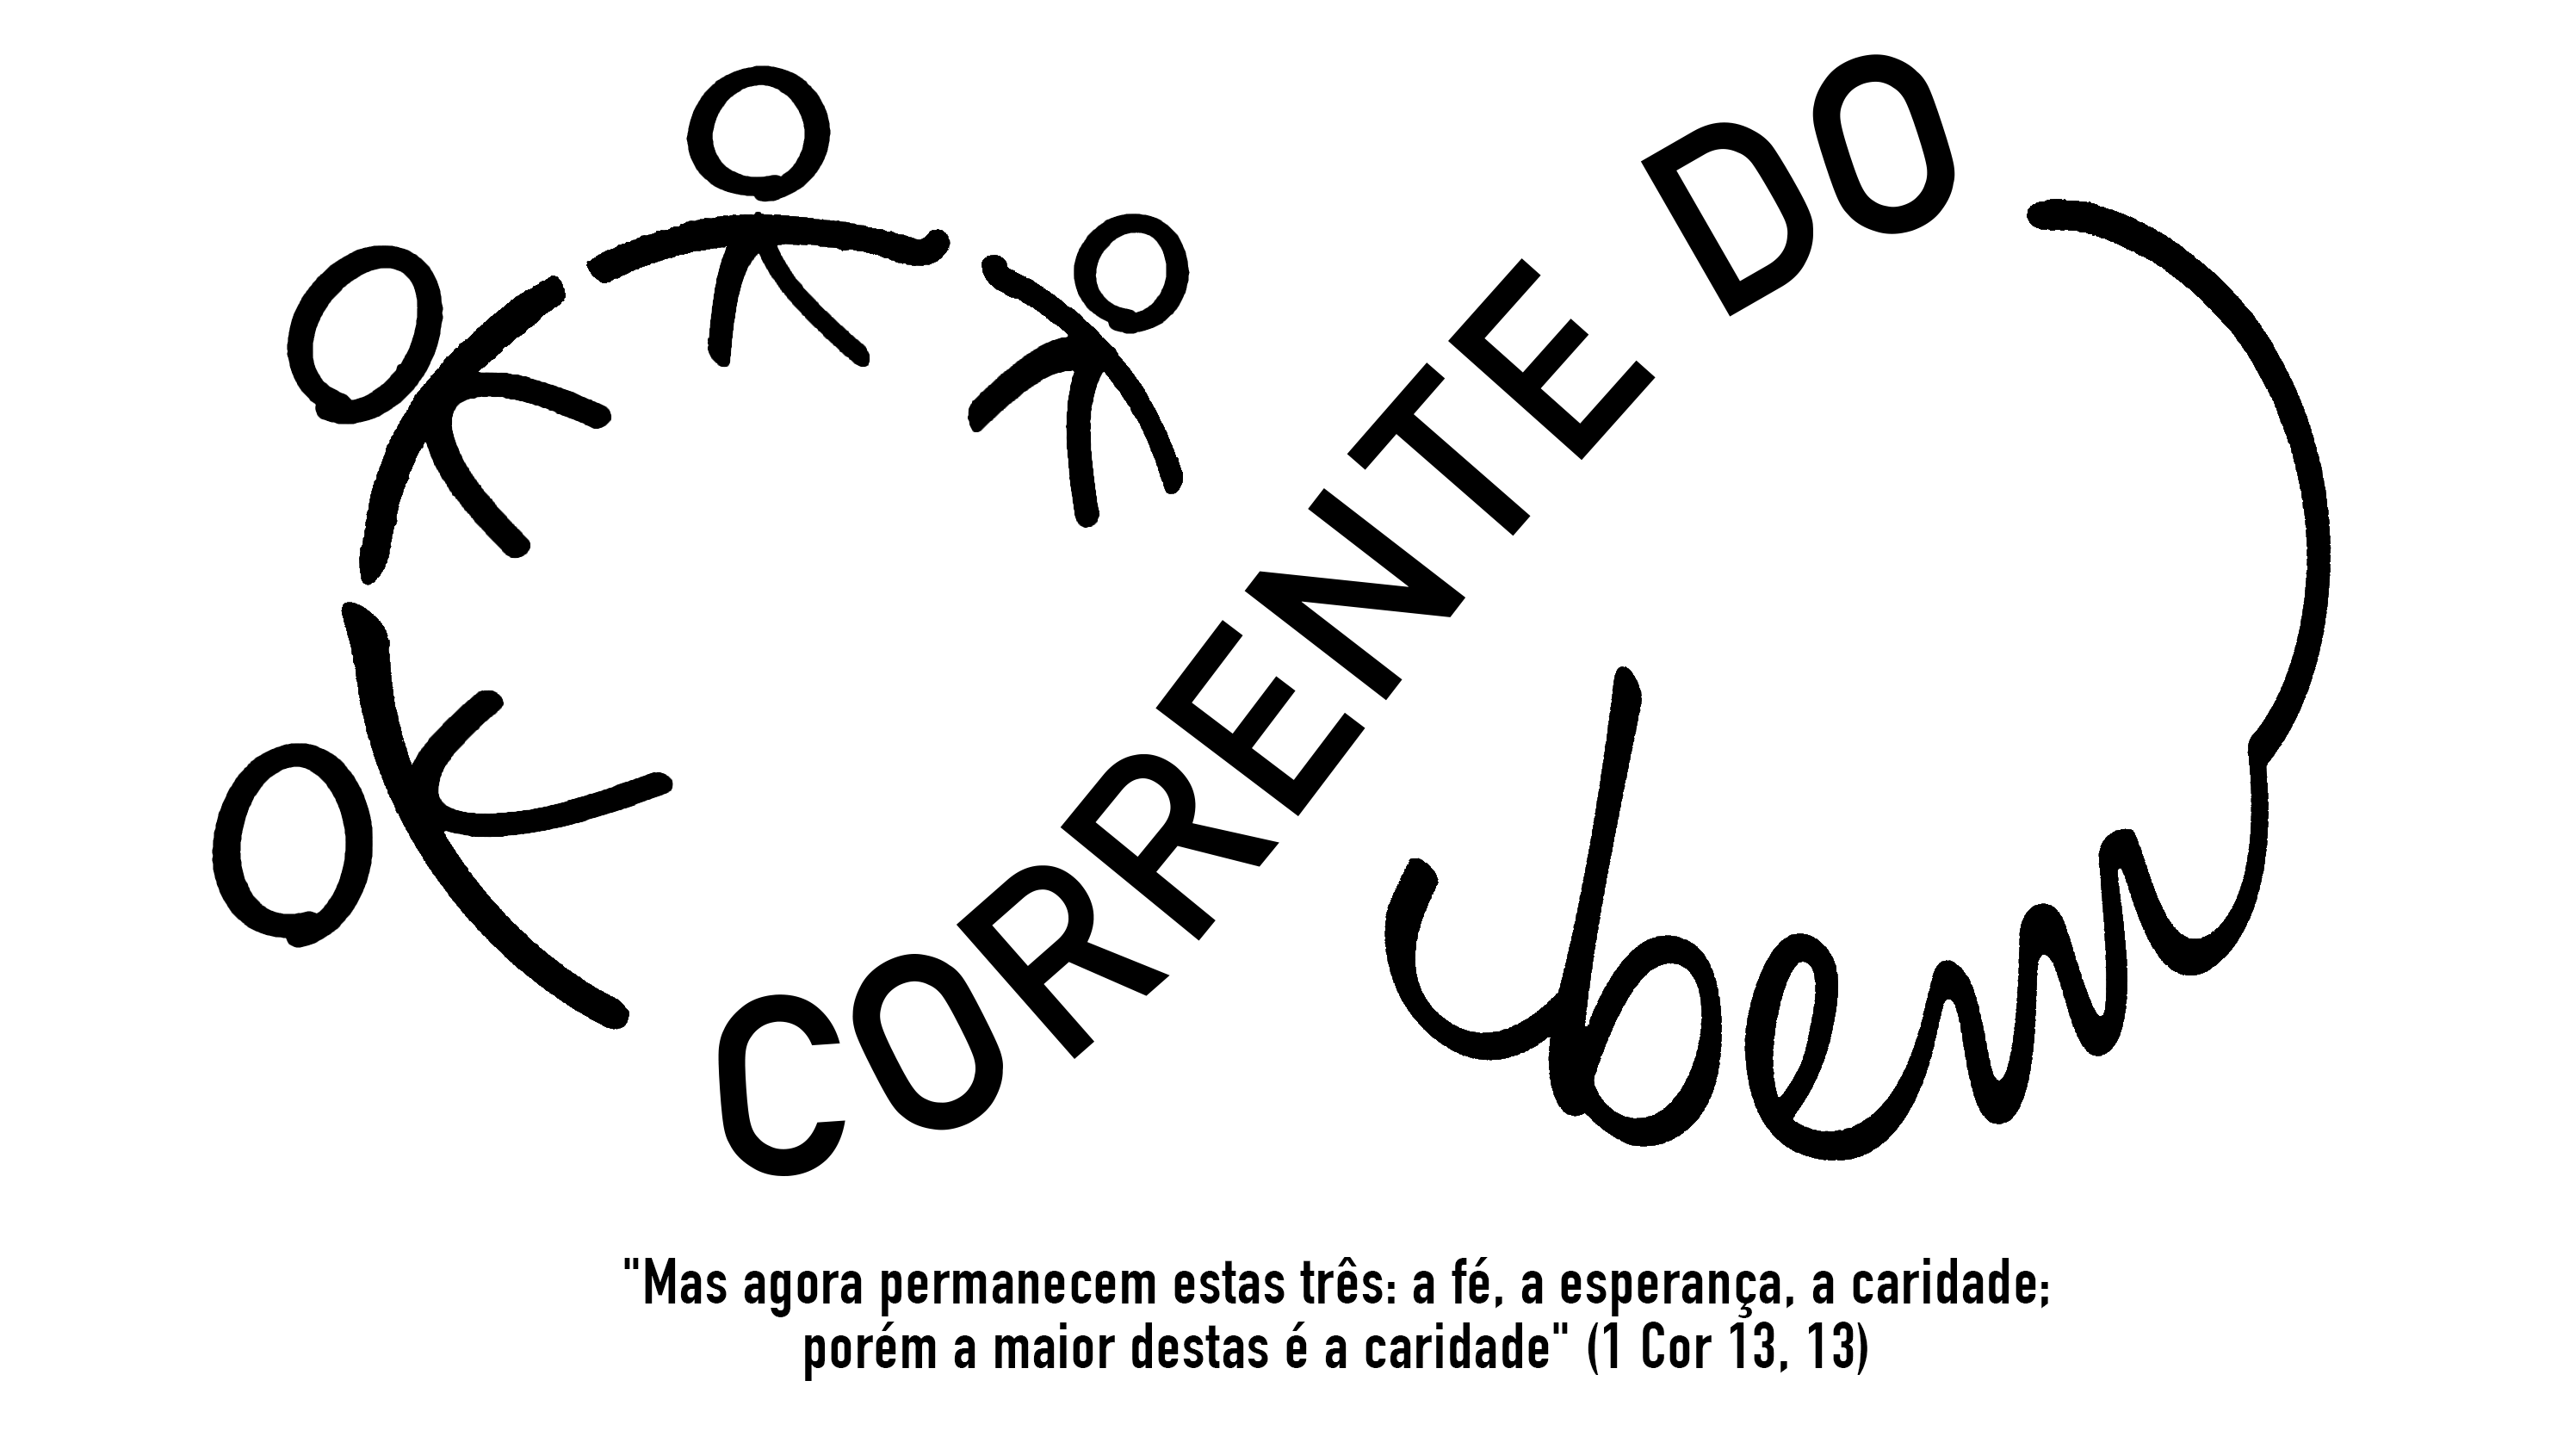 CORRENTE DO
bem
"Mas agora permanecem estas três: a fé, a esperança, a caridade;
porém a maior destas é a caridade" (1 Cor 13, 13)